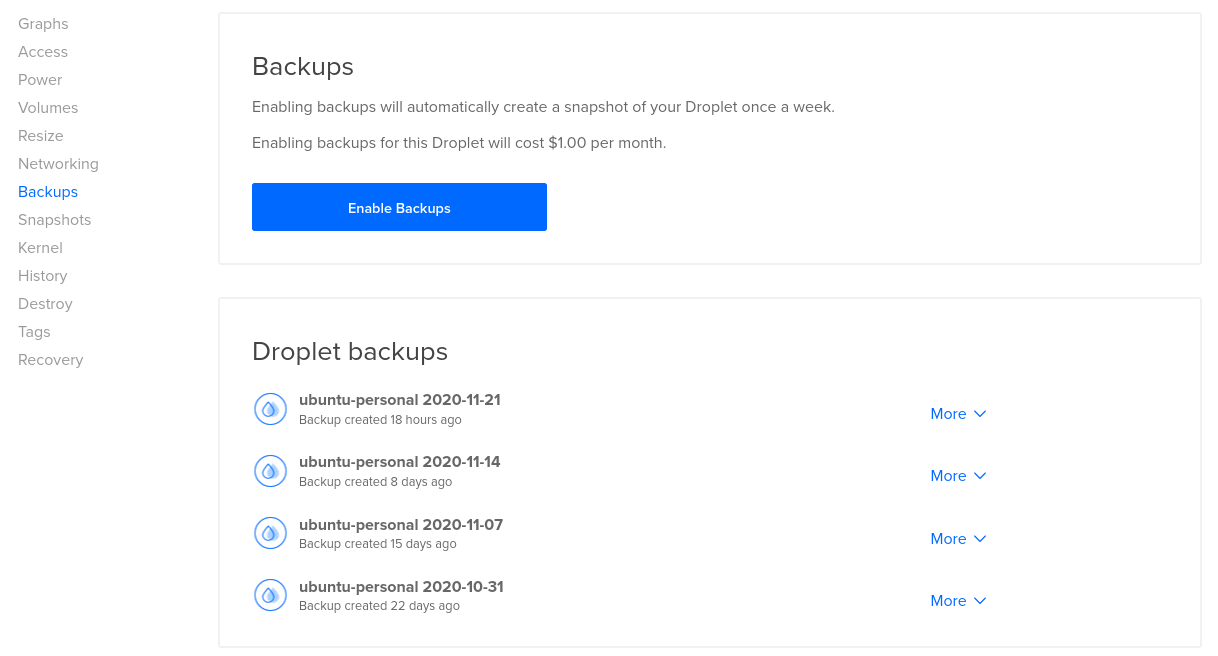 Graphs
Access
Power
Volumes
Resize
Networking
Backups
Snapshots
Kernel
History
Destroy
Tags
Recovery
Backups
Enabling backups will automatically create a snapshot of your Droplet once a week.
Enabling backups for this Droplet will cost $1.00 per month.
Enable Backups
Droplet backups
ubuntu-personal 2020-11-21
Backup created 18 hours ago
More
ubuntu-personal 2020-11-14
Backup created 8 days ago
More
ubuntu-personal 2020-11-07
Backup created 15 days ago
More
ubuntu-personal 2020-10-31
Backup created 22 days ago
More